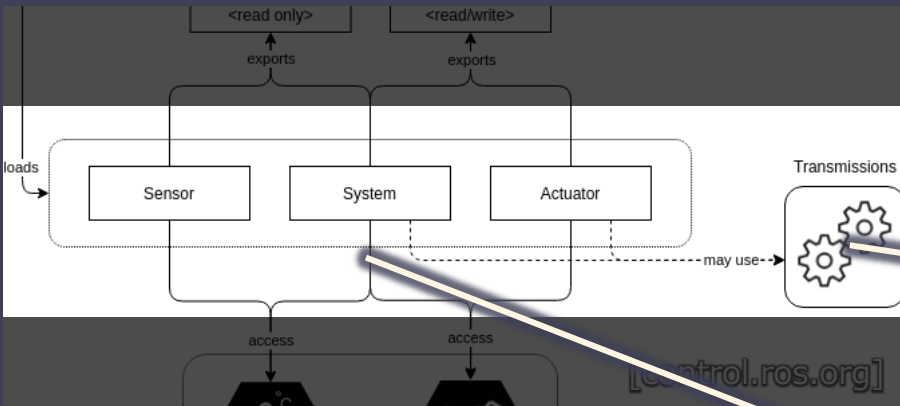 <read only>
<read/write>
exports
exports
loads
Sensor
System
Actuator
Transmissions
may use
access
access
°C
[control.ros.org]